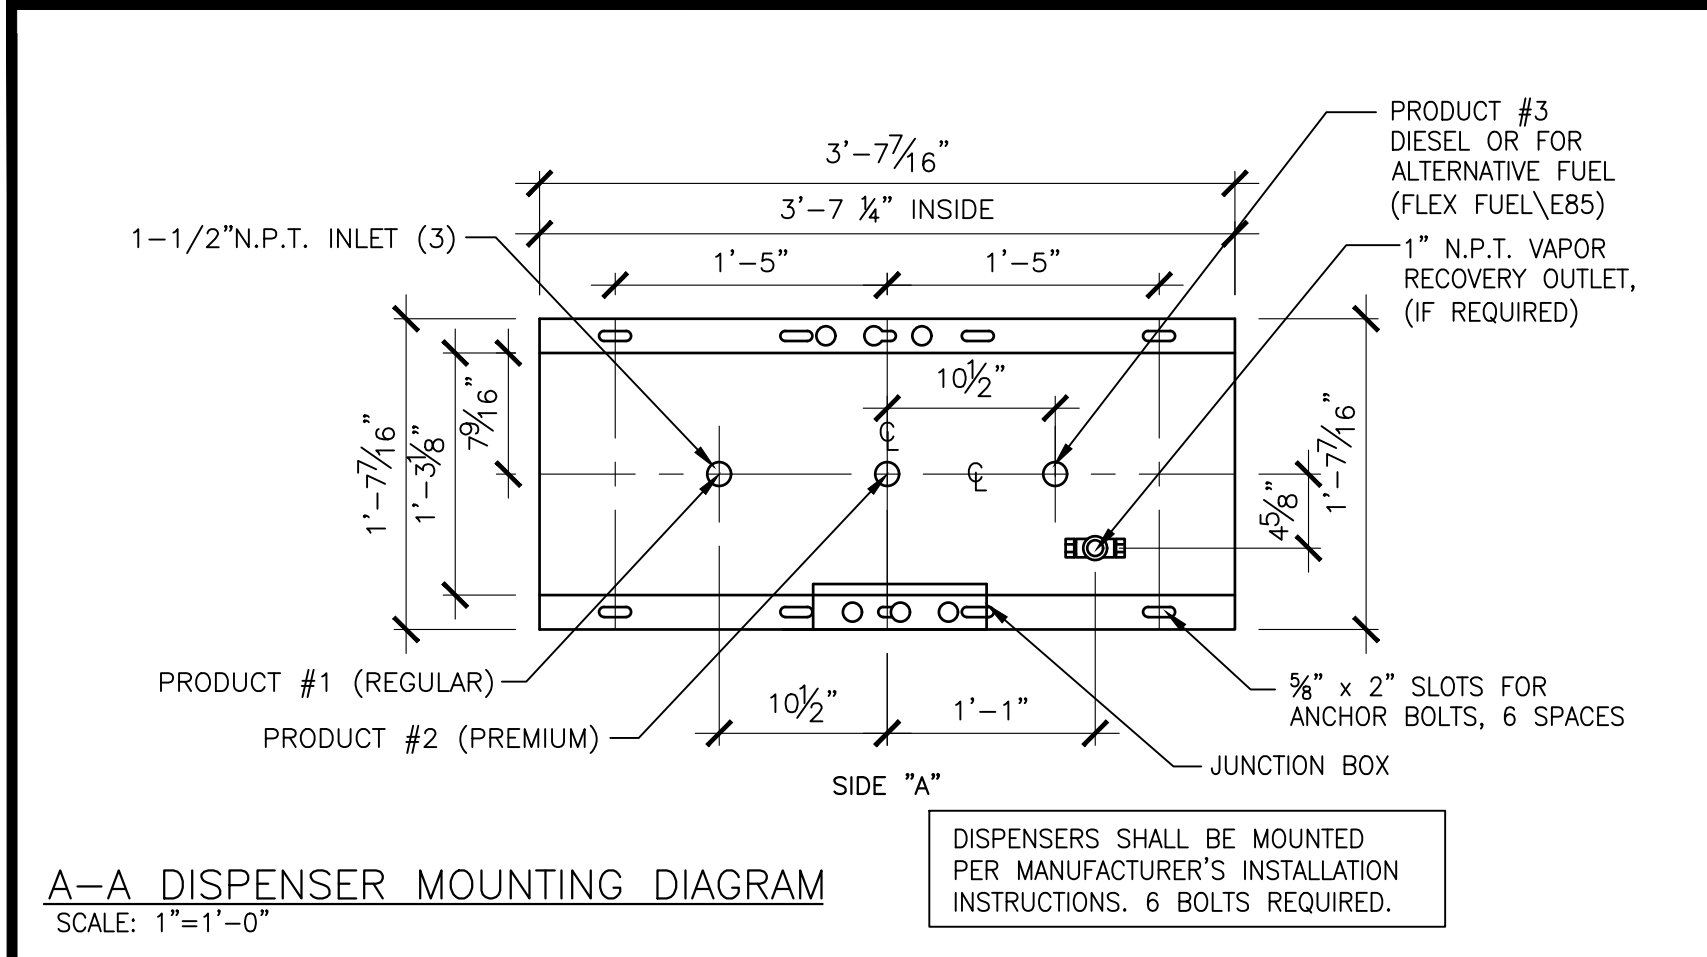 PRODUCT #3
DIESEL OR FOR
ALTERNATIVE FUEL
(FLEX FUEL\E85)
3'-7 7/16"
3'-7 1/4" INSIDE
1-1/2"N.P.T. INLET (3)
1" N.P.T. VAPOR
RECOVERY OUTLET,
(IF REQUIRED)
1'-5"
1'-5"
10 1/2"
1'-7 7/16"
1'-3 1/8"
7 9/16"
℄
℄
4 5/8"
1'-7 7/16"
PRODUCT #1 (REGULAR)
PRODUCT #2 (PREMIUM)
10 1/2"
1'-1"
5/8" x 2" SLOTS FOR
ANCHOR BOLTS, 6 SPACES
JUNCTION BOX
SIDE "A"
DISPENSERS SHALL BE MOUNTED
PER MANUFACTURER'S INSTALLATION
INSTRUCTIONS. 6 BOLTS REQUIRED.
A-A DISPENSER MOUNTING DIAGRAM
SCALE: 1"=1'-0"